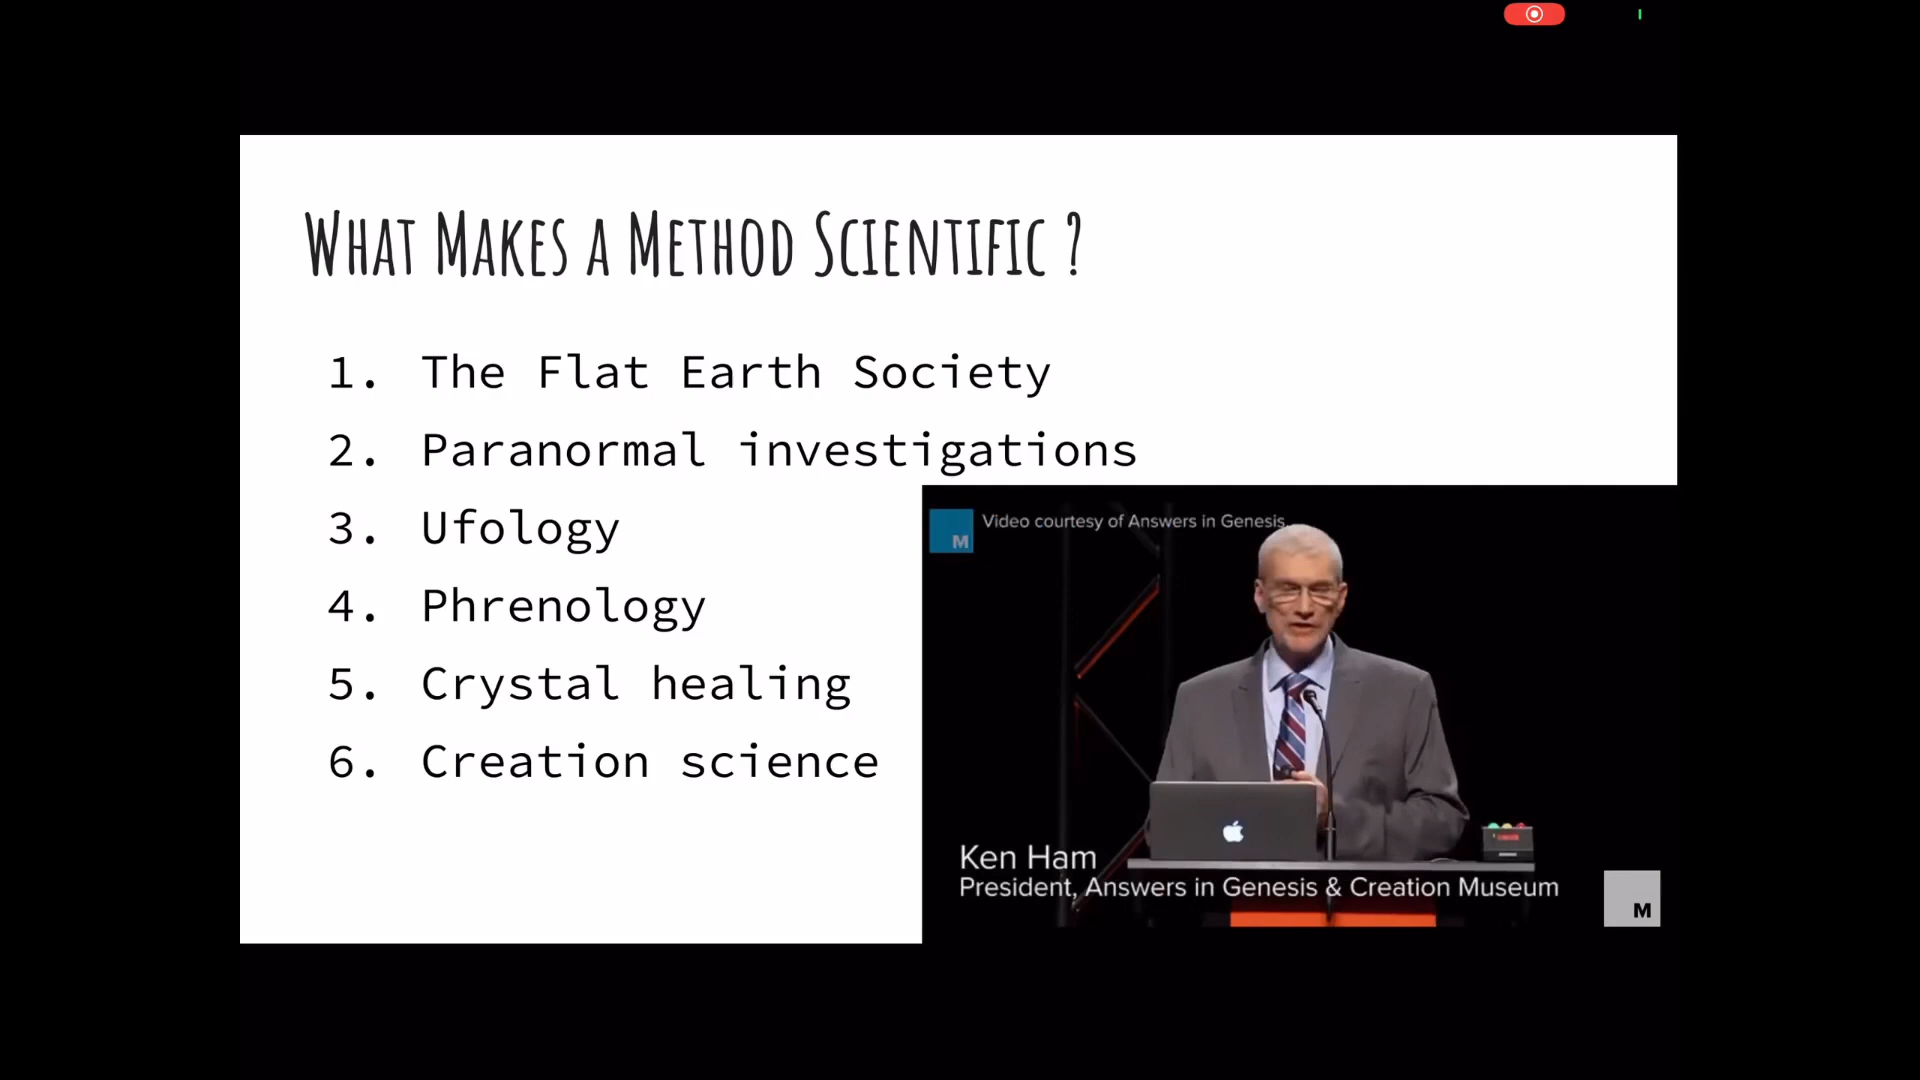 What Makes a Method Scientific ?
1. The Flat Earth Society
2. Paranormal investigations
3. Ufology
4. Phrenology
5. Crystal healing
6. Creation science
M Video courtesy of Answers in Genesis
Ken Ham
President, Answers in Genesis & Creation Museum
M